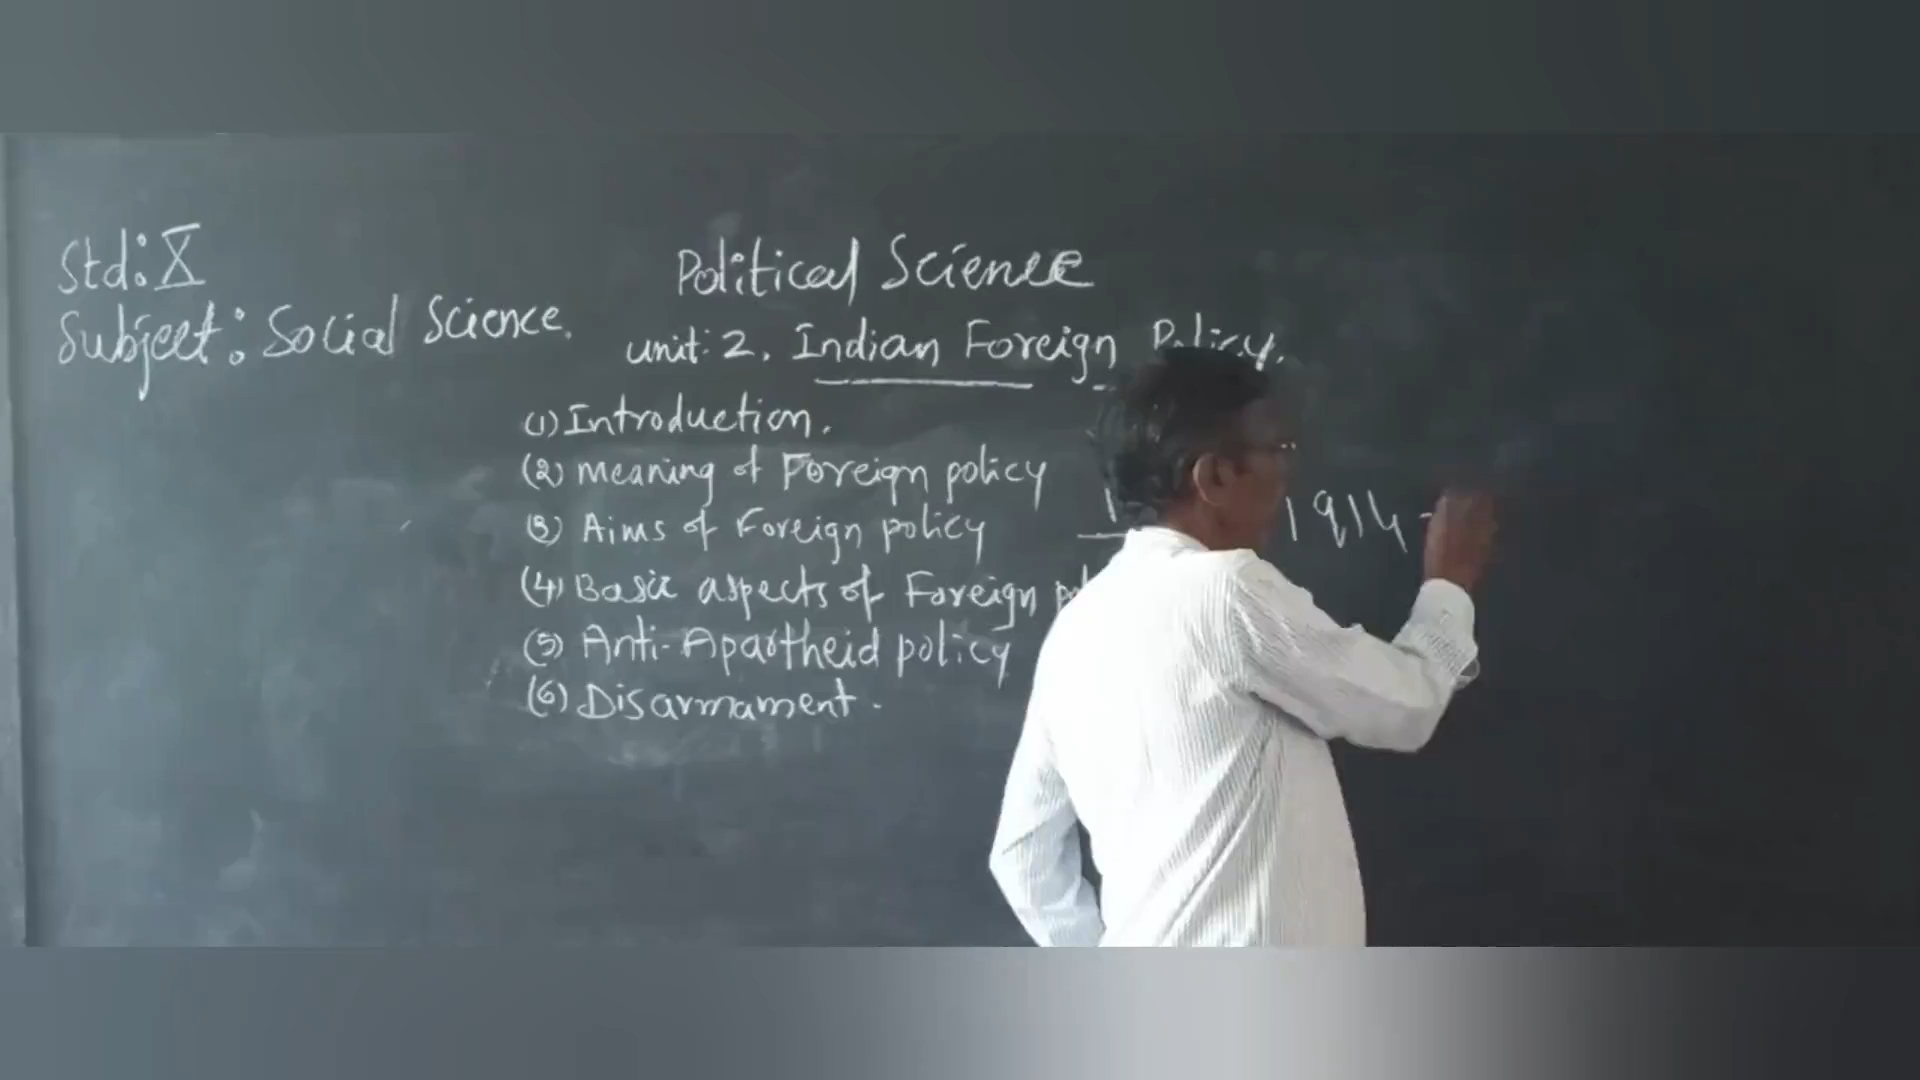 Std: X
Subject: Social Science.
Political Science
unit: 2. Indian Foreign Policy.
(1) Introduction.
(2) Meaning of Foreign policy
(3) Aims of Foreign policy
(4) Basic aspects of Foreign
(5) Anti-Apartheid policy
(6) Disarmament.
1914 -